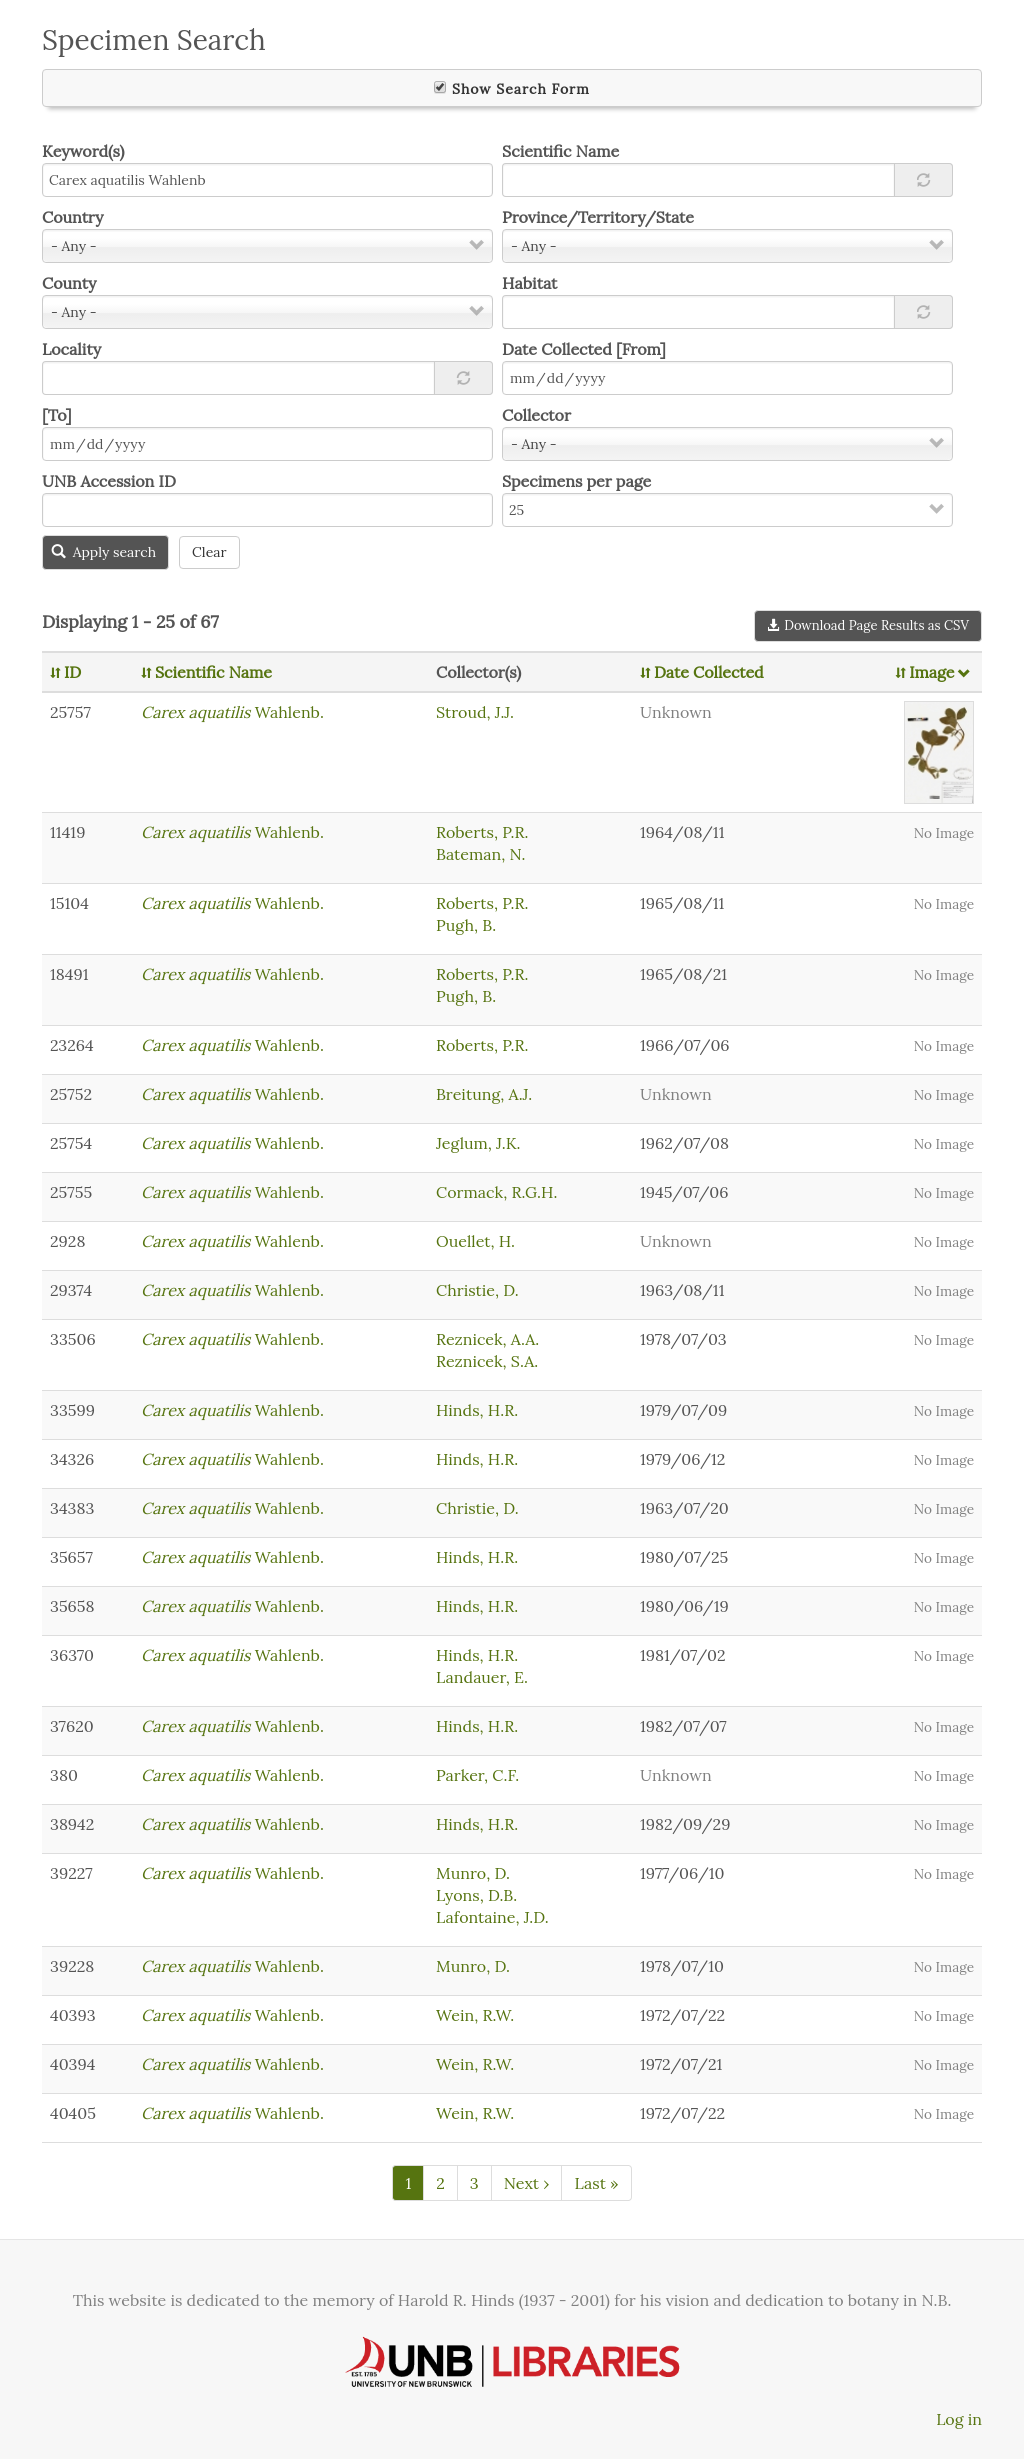 Specimen Search
Show Search Form
Keyword(s) Scientific Name
Carex aquatilis Wahlenb
Country Province/Territory/State
- Any - - Any -
County Habitat
- Any -
Locality Date Collected [From]
mm/dd/yyyy
[To] Collector
mm/dd/yyyy - Any -
UNB Accession ID Specimens per page
25
Apply search Clear
Displaying 1 - 25 of 67 Download Page Results as CSV
ID Scientific Name Collector(s) Date Collected Image
25757 Carex aquatilis Wahlenb. Stroud, J.J. Unknown
11419 Carex aquatilis Wahlenb. Roberts, P.R. 1964/08/11 No Image
Bateman, N.
15104 Carex aquatilis Wahlenb. Roberts, P.R. 1965/08/11 No Image
Pugh, B.
18491 Carex aquatilis Wahlenb. Roberts, P.R. 1965/08/21 No Image
Pugh, B.
23264 Carex aquatilis Wahlenb. Roberts, P.R. 1966/07/06 No Image
25752 Carex aquatilis Wahlenb. Breitung, A.J. Unknown No Image
25754 Carex aquatilis Wahlenb. Jeglum, J.K. 1962/07/08 No Image
25755 Carex aquatilis Wahlenb. Cormack, R.G.H. 1945/07/06 No Image
2928 Carex aquatilis Wahlenb. Ouellet, H. Unknown No Image
29374 Carex aquatilis Wahlenb. Christie, D. 1963/08/11 No Image
33506 Carex aquatilis Wahlenb. Reznicek, A.A. 1978/07/03 No Image
Reznicek, S.A.
33599 Carex aquatilis Wahlenb. Hinds, H.R. 1979/07/09 No Image
34326 Carex aquatilis Wahlenb. Hinds, H.R. 1979/06/12 No Image
34383 Carex aquatilis Wahlenb. Christie, D. 1963/07/20 No Image
35657 Carex aquatilis Wahlenb. Hinds, H.R. 1980/07/25 No Image
35658 Carex aquatilis Wahlenb. Hinds, H.R. 1980/06/19 No Image
36370 Carex aquatilis Wahlenb. Hinds, H.R. 1981/07/02 No Image
Landauer, E.
37620 Carex aquatilis Wahlenb. Hinds, H.R. 1982/07/07 No Image
380 Carex aquatilis Wahlenb. Parker, C.F. Unknown No Image
38942 Carex aquatilis Wahlenb. Hinds, H.R. 1982/09/29 No Image
39227 Carex aquatilis Wahlenb. Munro, D. 1977/06/10 No Image
Lyons, D.B.
Lafontaine, J.D.
39228 Carex aquatilis Wahlenb. Munro, D. 1978/07/10 No Image
40393 Carex aquatilis Wahlenb. Wein, R.W. 1972/07/22 No Image
40394 Carex aquatilis Wahlenb. Wein, R.W. 1972/07/21 No Image
40405 Carex aquatilis Wahlenb. Wein, R.W. 1972/07/22 No Image
1 2 3 Next › Last »
This website is dedicated to the memory of Harold R. Hinds (1937 - 2001) for his vision and dedication to botany in N.B.
EST. 1785 UNB LIBRARIES
UNIVERSITY OF NEW BRUNSWICK
Log in